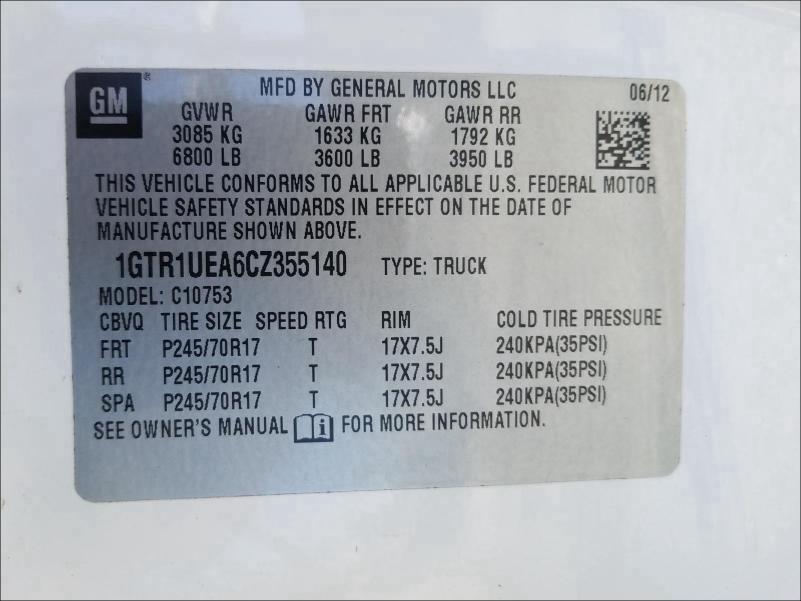 GM® MFD BY GENERAL MOTORS LLC 06/12
GVWR GAWR FRT GAWR RR
3085 KG 1633 KG 1792 KG
6800 LB 3600 LB 3950 LB
THIS VEHICLE CONFORMS TO ALL APPLICABLE U.S. FEDERAL MOTOR
VEHICLE SAFETY STANDARDS IN EFFECT ON THE DATE OF
MANUFACTURE SHOWN ABOVE.
1GTR1UEA6CZ355140 TYPE: TRUCK
MODEL: C10753
CBVQ TIRE SIZE SPEED RTG RIM COLD TIRE PRESSURE
FRT P245/70R17 T 17X7.5J 240KPA(35PSI)
RR P245/70R17 T 17X7.5J 240KPA(35PSI)
SPA P245/70R17 T 17X7.5J 240KPA(35PSI)
SEE OWNER'S MANUAL i FOR MORE INFORMATION.